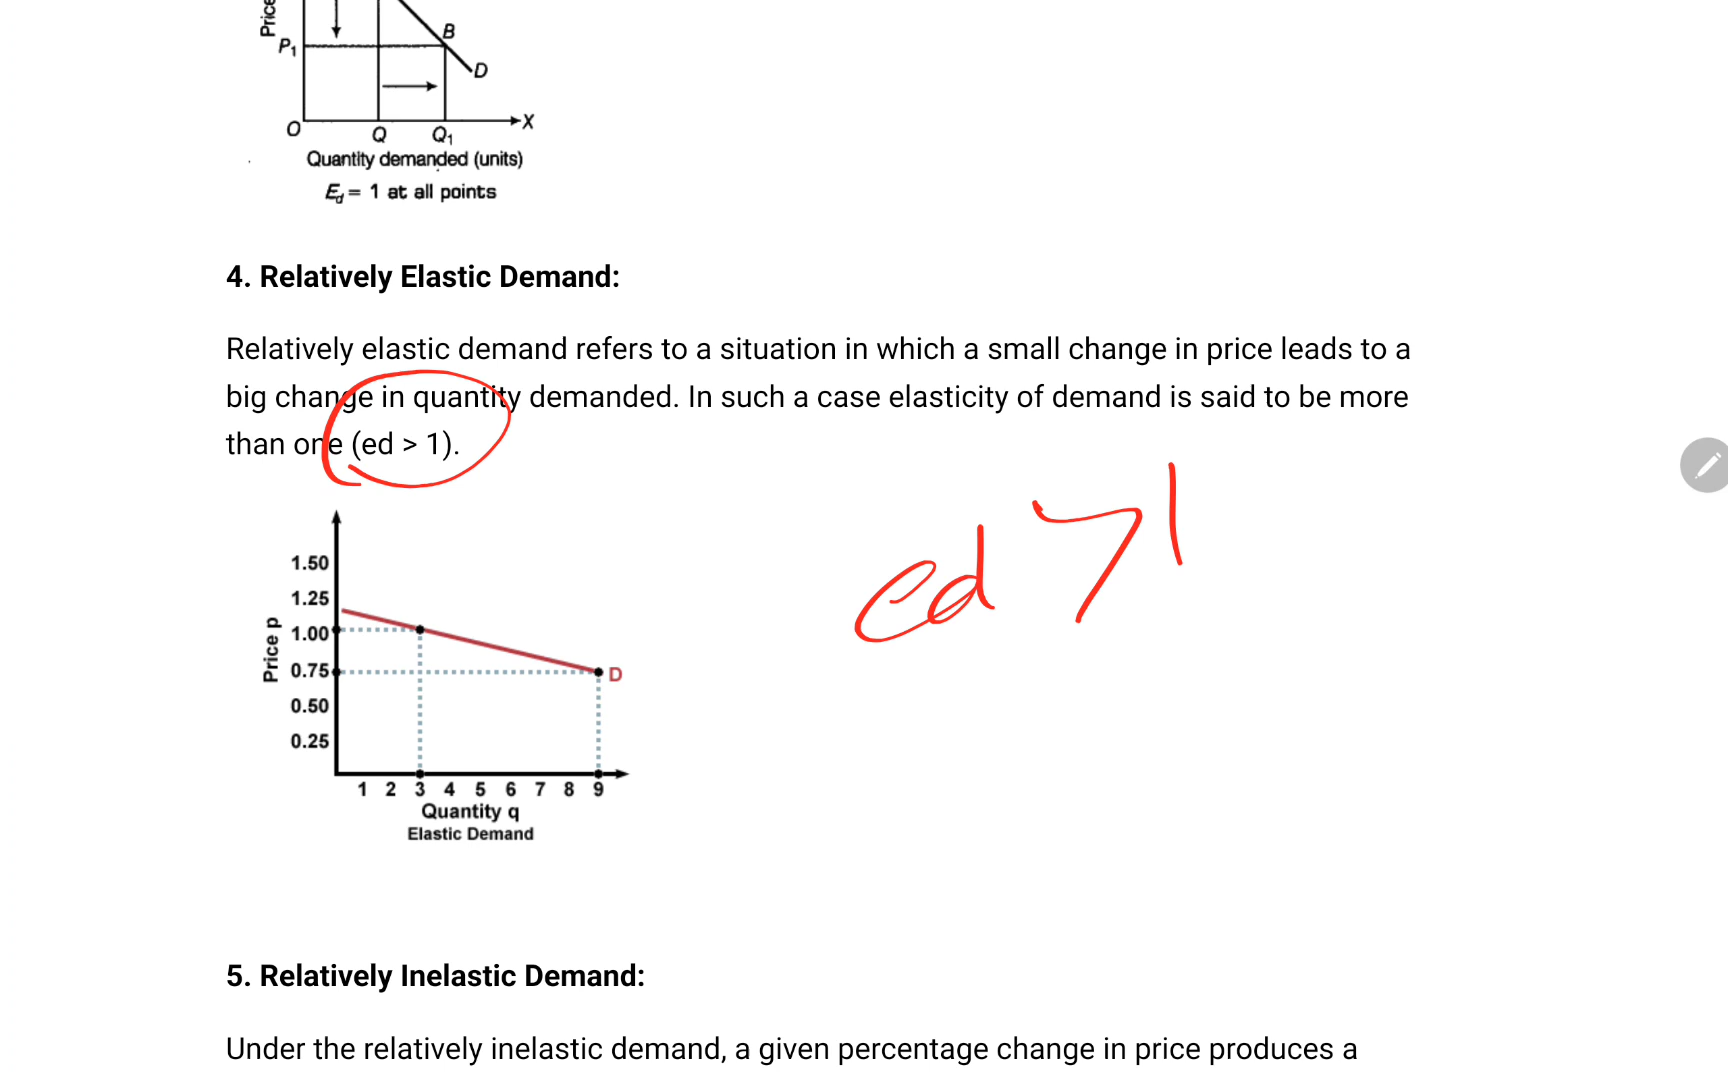 Price
P₁
B
D
O
Q
Q₁
X
Quantity demanded (units)
E_d = 1 at all points
4. Relatively Elastic Demand:
Relatively elastic demand refers to a situation in which a small change in price leads to a
big change in quantity demanded. In such a case elasticity of demand is said to be more
than one (ed > 1).
ed > 1
1.50
1.25
1.00
0.75
0.50
0.25
Price p
D
1 2 3 4 5 6 7 8 9
Quantity q
Elastic Demand
5. Relatively Inelastic Demand:
Under the relatively inelastic demand, a given percentage change in price produces a